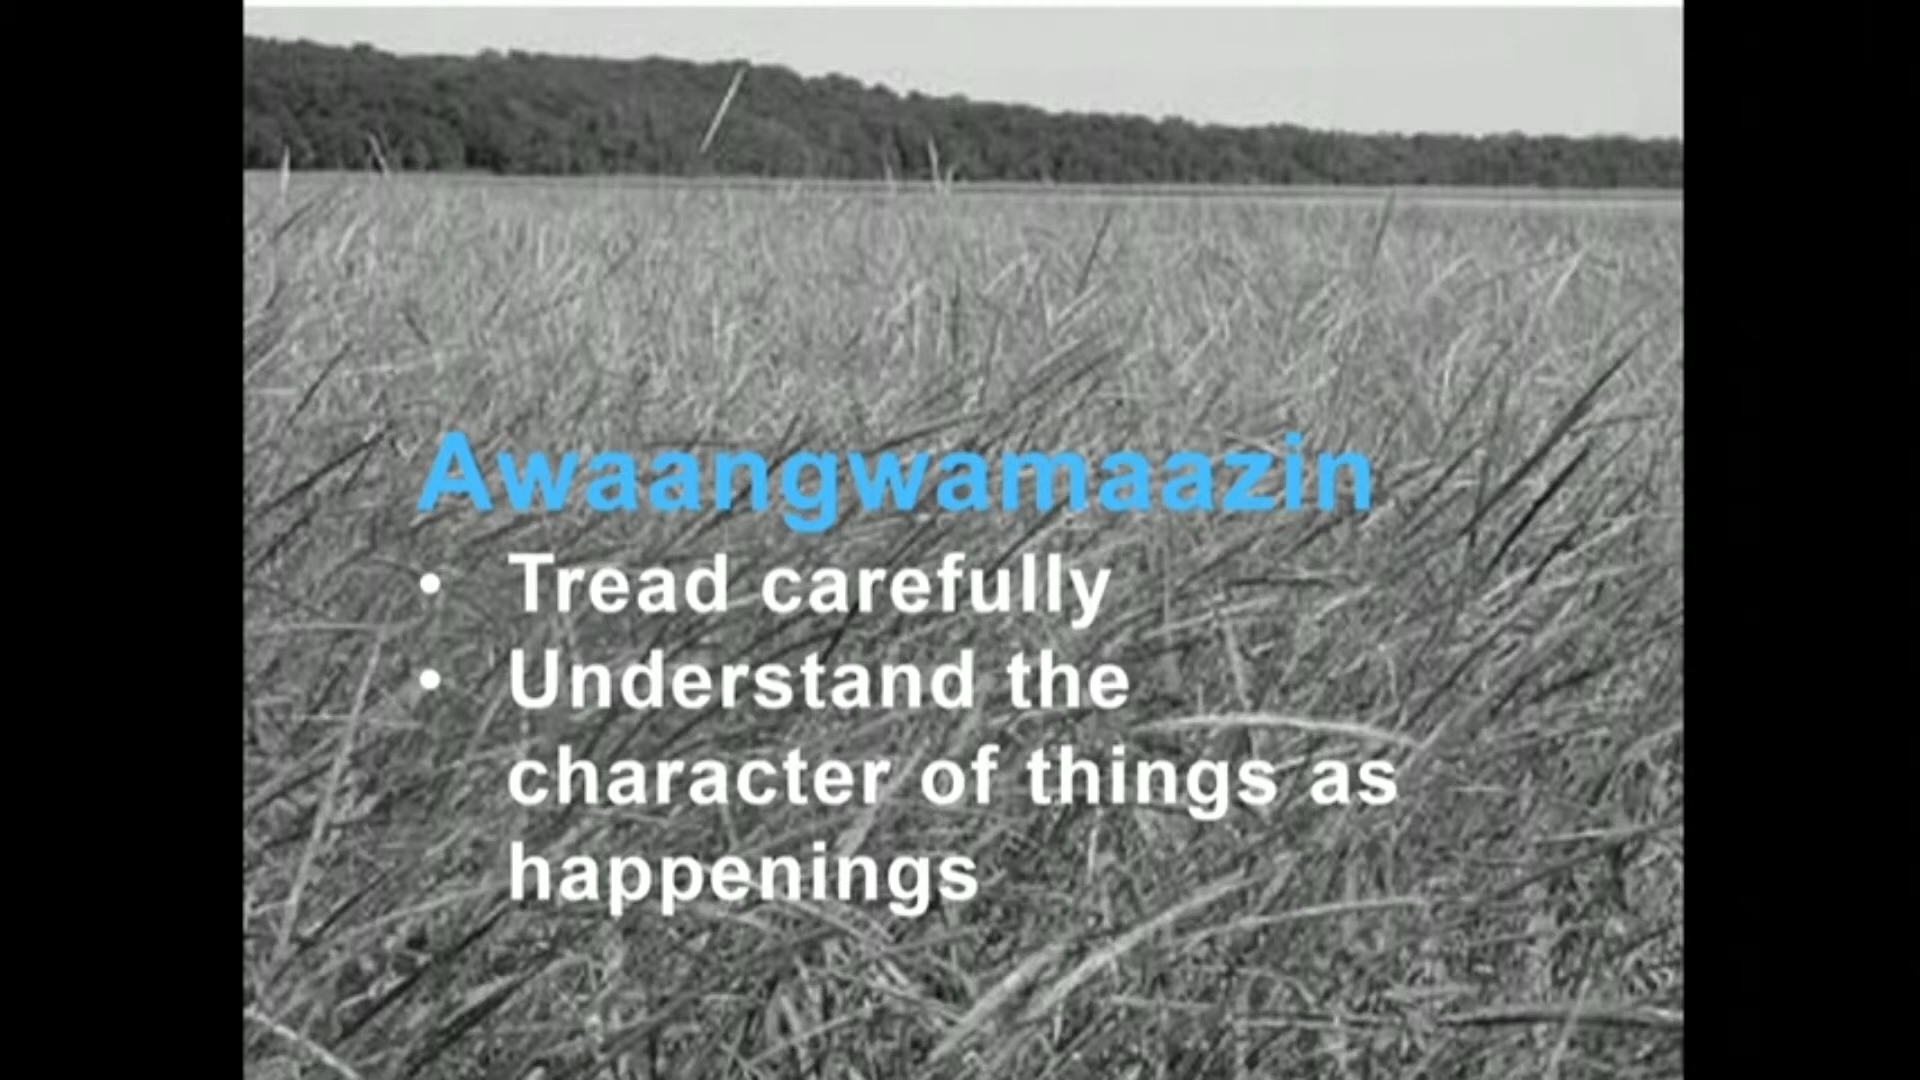 Awaangwamaazin
• Tread carefully
• Understand the
character of things as
happenings